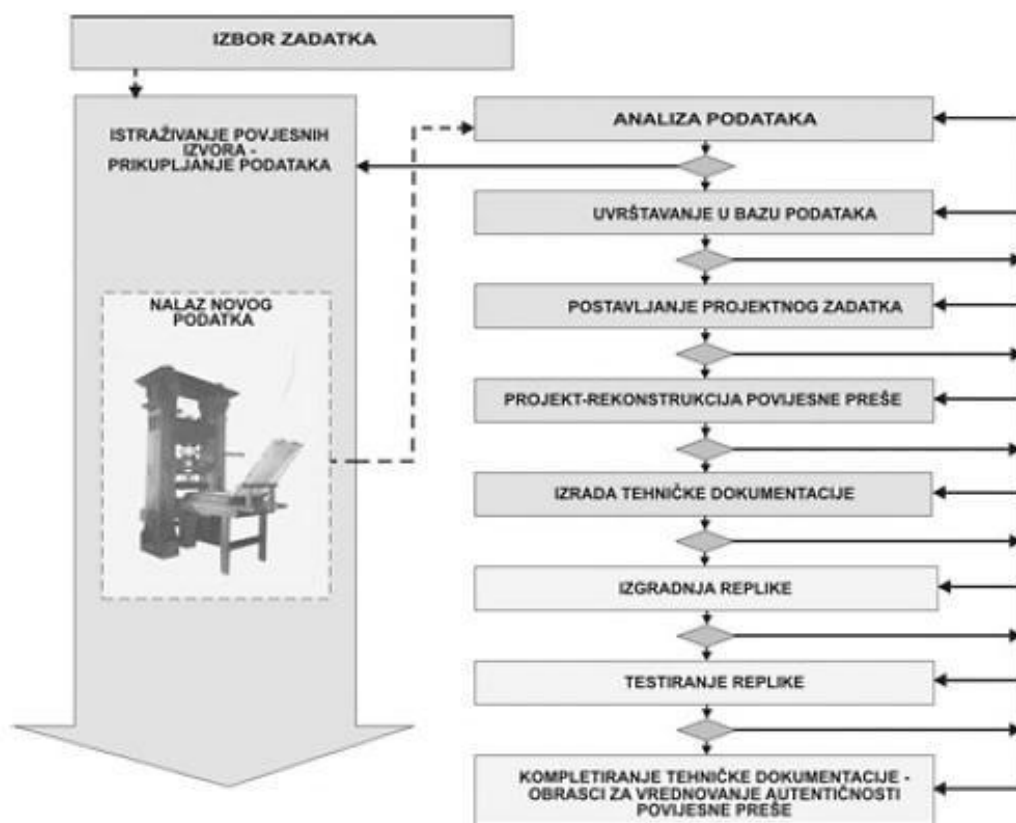 IZBOR ZADATKA
ISTRAŽIVANJE POVJESNIH
IZVORA -
PRIKUPLJANJE PODATAKA
NALAZ NOVOG
PODATKA
ANALIZA PODATAKA
UVRŠTAVANJE U BAZU PODATAKA
POSTAVLJANJE PROJEKTNOG ZADATKA
PROJEKT-REKONSTRUKCIJA POVIJESNE PREŠE
IZRADA TEHNIČKE DOKUMENTACIJE
IZGRADNJA REPLIKE
TESTIRANJE REPLIKE
KOMPLETIRANJE TEHNIČKE DOKUMENTACIJE -
OBRASCI ZA VREDNOVANJE AUTENTIČNOSTI
POVIJESNE PREŠE